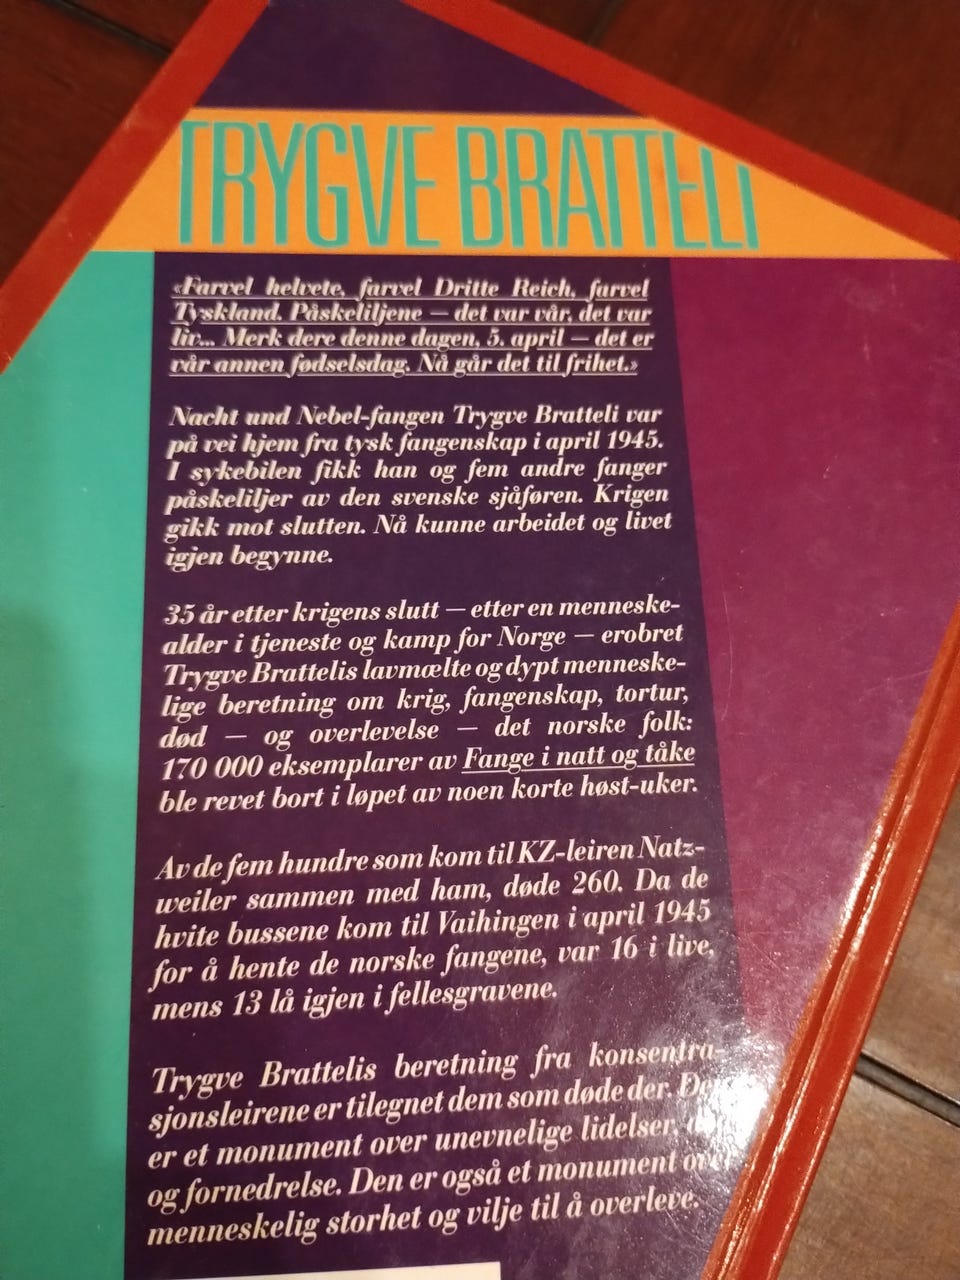 TRYGVE BRATTELI
«Farvel helvete, farvel Dritte Reich, farvel
Tyskland. Påskeliljene — det var vår, det var
liv... Merk dere denne dagen, 5. april — det er
vår annen fødselsdag. Nå går det til frihet.»
Nacht und Nebel-fangen Trygve Bratteli var
på vei hjem fra tysk fangenskap i april 1945.
I sykebilen fikk han og fem andre fanger
påskeliljer av den svenske sjåføren. Krigen
gikk mot slutten. Nå kunne arbeidet og livet
igjen begynne.
35 år etter krigens slutt — etter en menneske-
alder i tjeneste og kamp for Norge — erobret
Trygve Brattelis lavmælte og dypt menneske-
lige beretning om krig, fangenskap, tortur,
død — og overlevelse — det norske folk:
170 000 eksemplarer av Fange i natt og tåke
ble revet bort i løpet av noen korte høst-uker.
Av de fem hundre som kom til KZ-leiren Natz-
weiler sammen med ham, døde 260. Da de
hvite bussene kom til Vaihingen i april 1945
for å hente de norske fangene, var 16 i live,
mens 13 lå igjen i fellesgravene.
Trygve Brattelis beretning fra konsentra-
sjonsleirene er tilegnet dem som døde der.
er et monument over unevnelige lidelser,
og fornedrelse. Den er også et monument over
menneskelig storhet og vilje til å overleve.